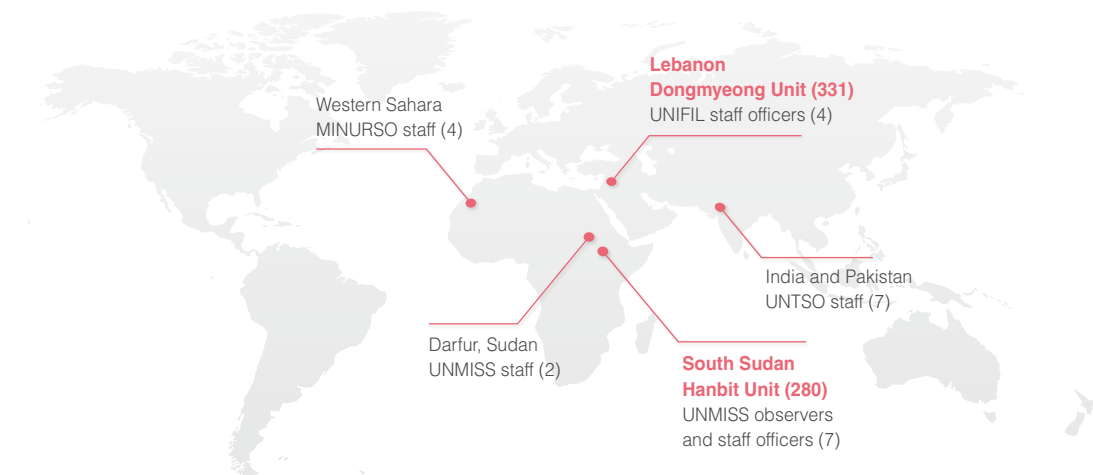 Lebanon
Dongmyeong Unit (331)
UNIFIL staff officers (4)
Western Sahara
MINURSO staff (4)
India and Pakistan
UNTSO staff (7)
Darfur, Sudan
UNMISS staff (2)
South Sudan
Hanbit Unit (280)
UNMISS observers
and staff officers (7)